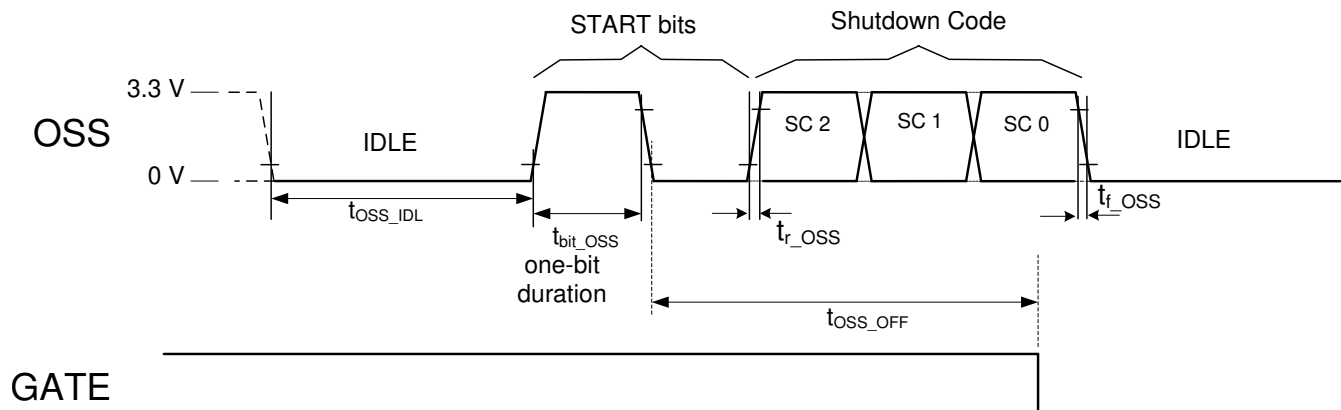 START bits
Shutdown Code
3.3 V
OSS
IDLE
SC 2
SC 1
SC 0
IDLE
0 V
tOSS_IDL
tbit_OSS
one-bit
duration
tr_OSS
tf_OSS
tOSS_OFF
GATE